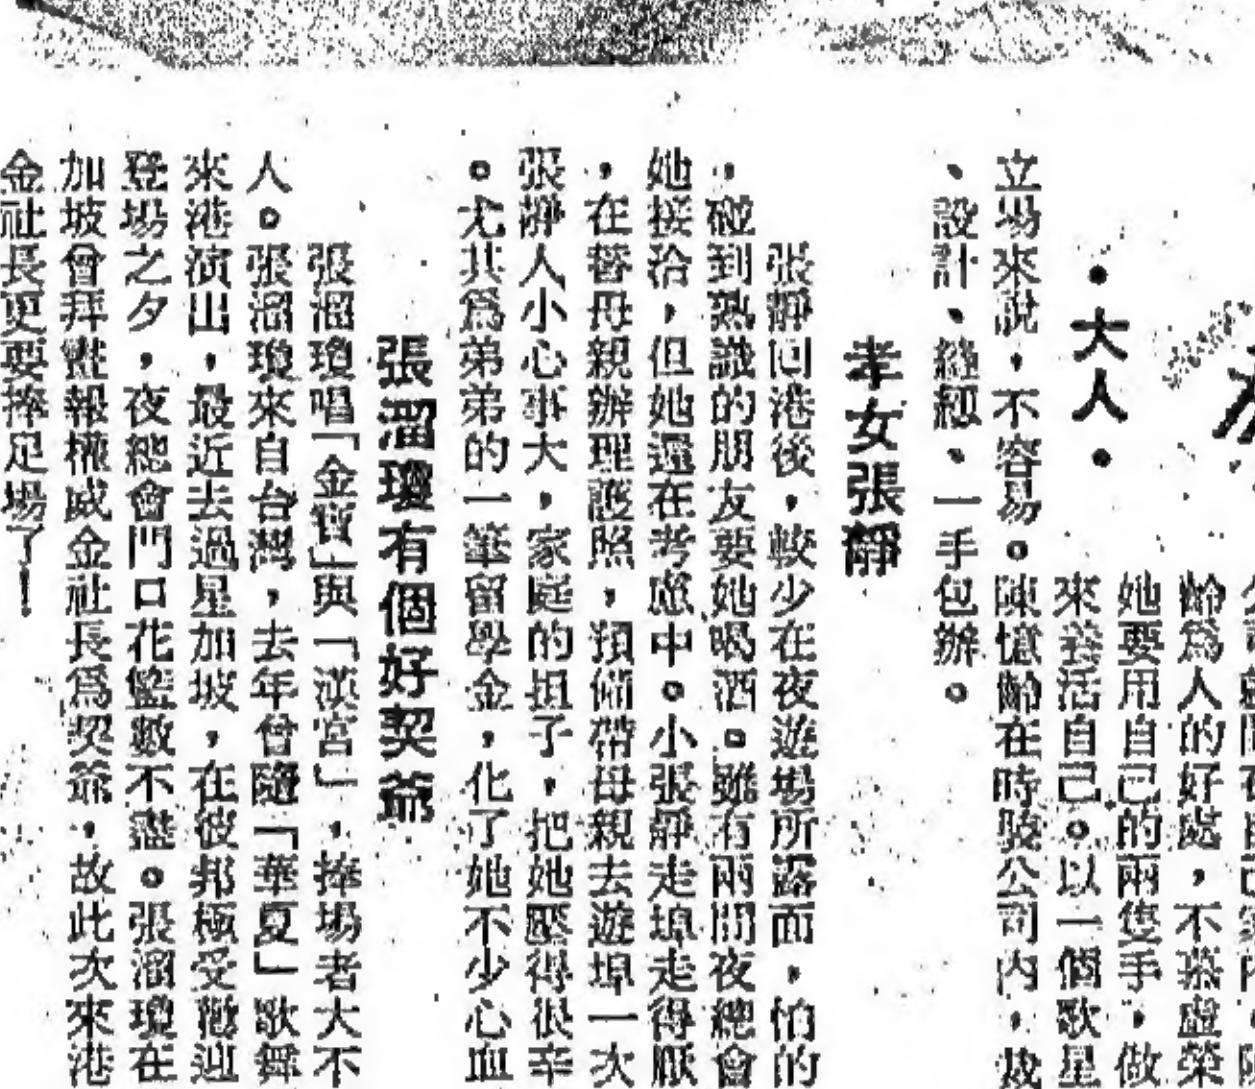 ・大人・
齡爲人的好處,不慕虛榮
她要用自己的兩隻手,做
來養活自己。以一個歌星
立場來說,不容易。陳憶齡在時駿公司內,裁
、設計、縫紉、一手包辦。
孝女張靜
張靜回港後,較少在夜遊場所露面,怕的
,碰到熟識的朋友要她喝酒。雖有兩間夜總會
她接洽,但她還在考慮中。小張靜走埠走得厭
,在替母親辦理護照,預備帶母親去遊埠一次
張靜人小心事大,家庭的担子,把她壓得很辛
。尤其爲弟弟的一筆留學金,化了她不少心血
張溜瓊有個好契爺
張溜瓊唱「金寶」與「漢宮」,捧場者大不
人。張溜瓊來自台灣,去年曾隨「華夏」歌舞
來港演出,最近去過星加坡,在彼邦極受歡迎
登場之夕,夜總會門口花籃數不盡。張溜瓊在
加坡曾拜當報權威金社長爲契爺,故此次來港
金社長更要捧足場了!